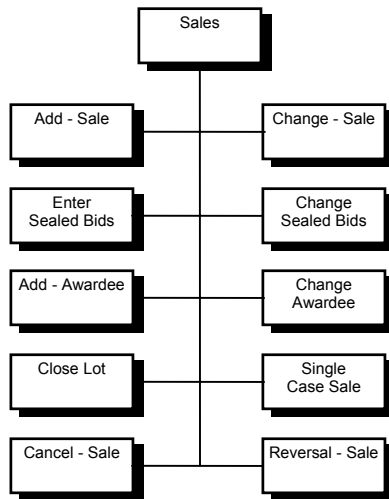 Sales
Add - Sale
Change - Sale
Enter
Sealed Bids
Change
Sealed Bids
Add - Awardee
Change
Awardee
Close Lot
Single
Case Sale
Cancel - Sale
Reversal - Sale